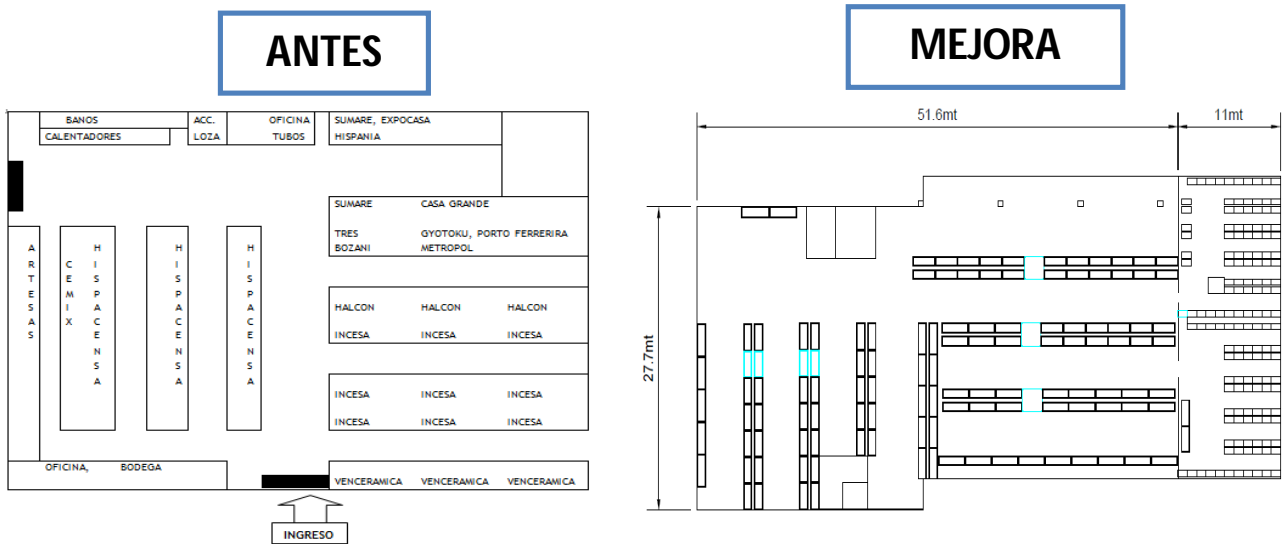 ANTES
MEJORA
BANOS
ACC.
OFICINA
SUMARE, EXPOCASA
CALENTADORES
LOZA
TUBOS
HISPANIA
SUMARE
CASA GRANDE
TRES
GYOTOKU, PORTO FERRERIRA
BOZANI
METROPOL
ARTESAS
CEMIX
HISPACENSA
HISPACENSA
HISPACENSA
HALCON
HALCON
HALCON
INCESA
INCESA
INCESA
INCESA
INCESA
INCESA
INCESA
INCESA
INCESA
OFICINA,
BODEGA
VENCERAMICA
VENCERAMICA
VENCERAMICA
INGRESO
51.6mt
11mt
27.7mt